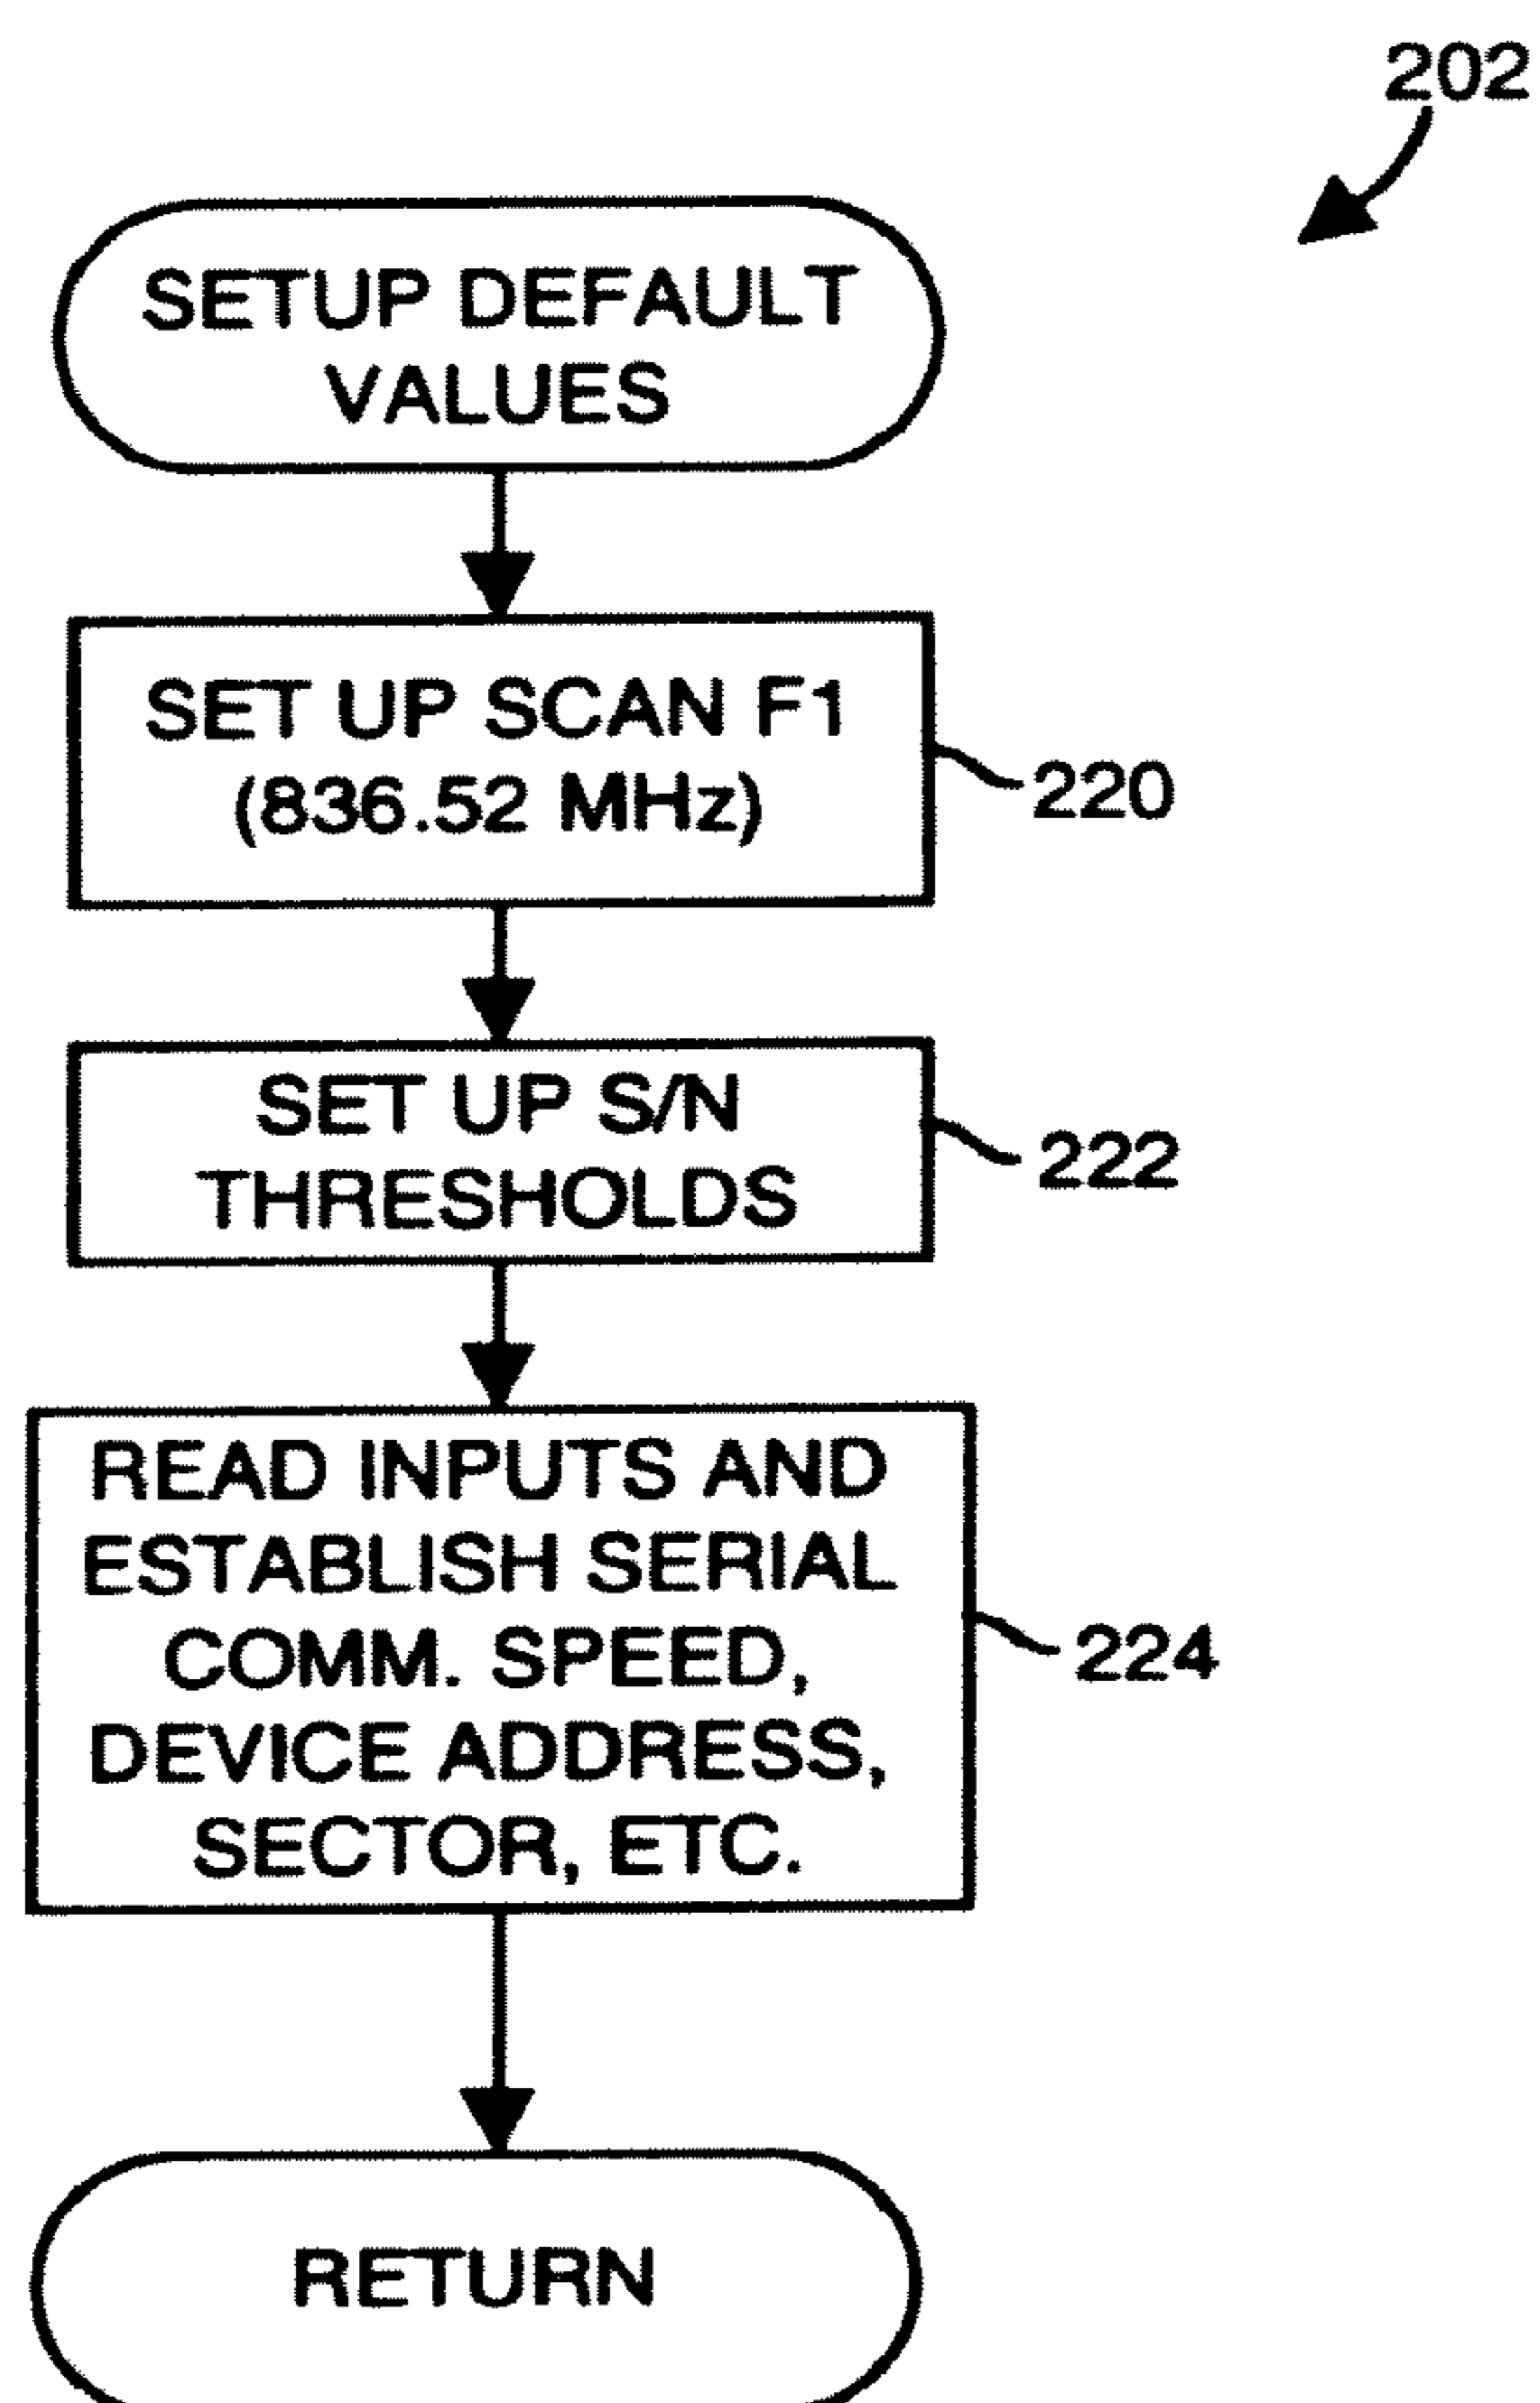 202
SETUP DEFAULT
VALUES
SET UP SCAN F1
(836.52 MHz)
220
SET UP S/N
THRESHOLDS
222
READ INPUTS AND
ESTABLISH SERIAL
COMM. SPEED,
DEVICE ADDRESS,
SECTOR, ETC.
224
RETURN